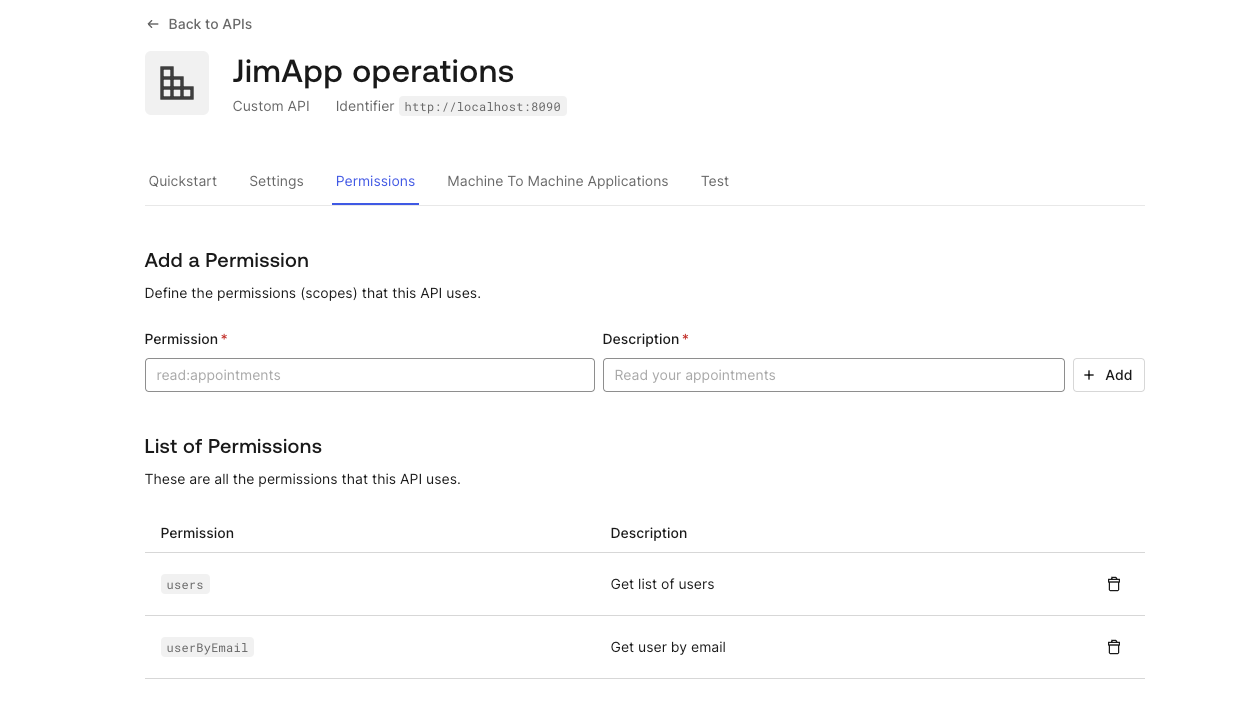 Back to APIs
JimApp operations
Custom API Identifier http://localhost:8090
Quickstart Settings Permissions Machine To Machine Applications Test
Add a Permission
Define the permissions (scopes) that this API uses.
Permission * Description *
read:appointments Read your appointments + Add
List of Permissions
These are all the permissions that this API uses.
Permission Description
users Get list of users
userByEmail Get user by email